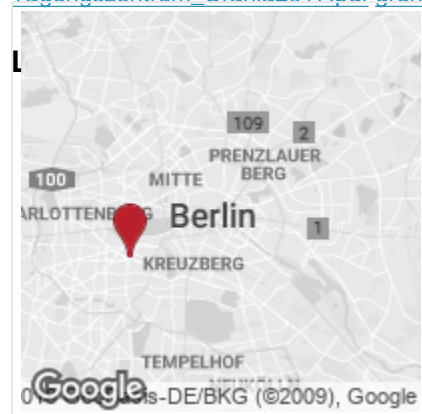 L
109
2
PRENZLAUER
BERG
100
MITTE
Berlin
1
KREUZBERG
TEMPELHOF
Google
-DE/BKG (©2009), Google